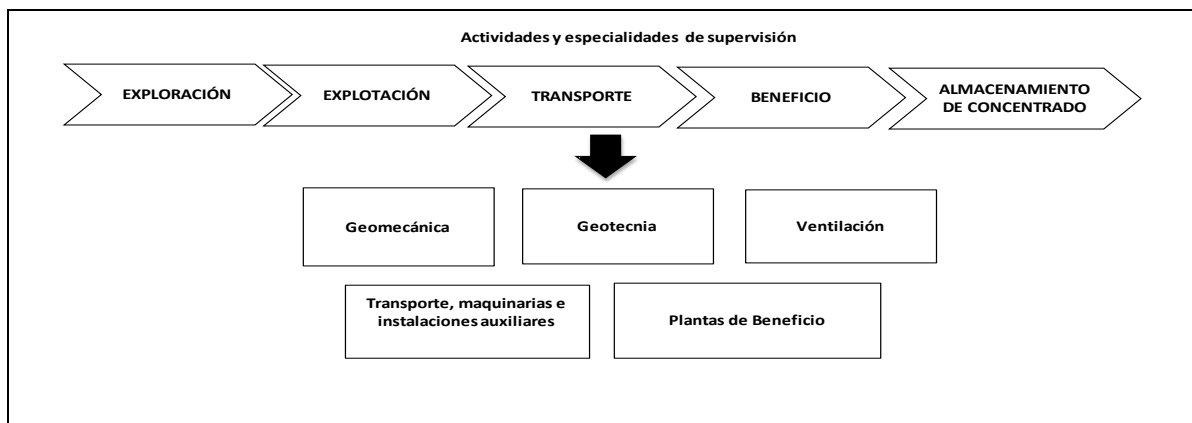 Actividades y especialidades de supervisión
EXPLORACIÓN
EXPLOTACIÓN
TRANSPORTE
BENEFICIO
ALMACENAMIENTO
DE CONCENTRADO
Geomecánica
Geotecnia
Ventilación
Transporte, maquinarias e
instalaciones auxiliares
Plantas de Beneficio